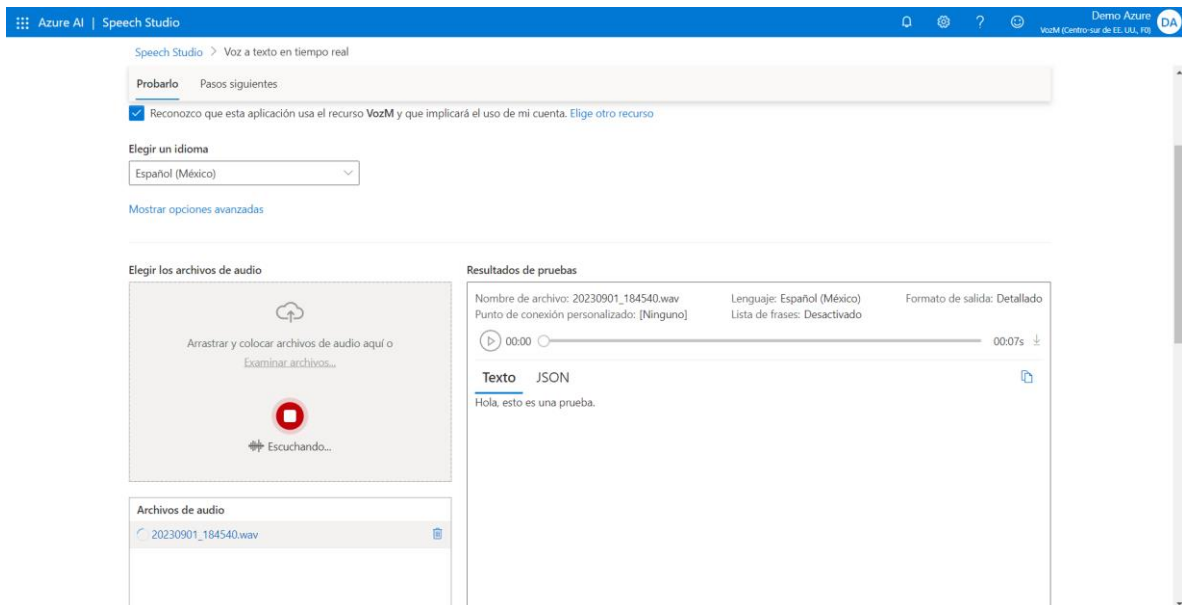 Azure AI | Speech Studio
Demo Azure
VozM (Centro-sur de EE. UU., F0)
DA
Speech Studio > Voz a texto en tiempo real
Probarlo Pasos siguientes
Reconozco que esta aplicación usa el recurso VozM y que implicará el uso de mi cuenta. Elige otro recurso
Elegir un idioma
Español (México)
Mostrar opciones avanzadas
Elegir los archivos de audio
Arrastrar y colocar archivos de audio aquí o
Examinar archivos...
Escuchando...
Archivos de audio
20230901_184540.wav
Resultados de pruebas
Nombre de archivo: 20230901_184540.wav Lenguaje: Español (México) Formato de salida: Detallado
Punto de conexión personalizado: [Ninguno] Lista de frases: Desactivado
00:00 00:07s
Texto JSON
Hola, esto es una prueba.